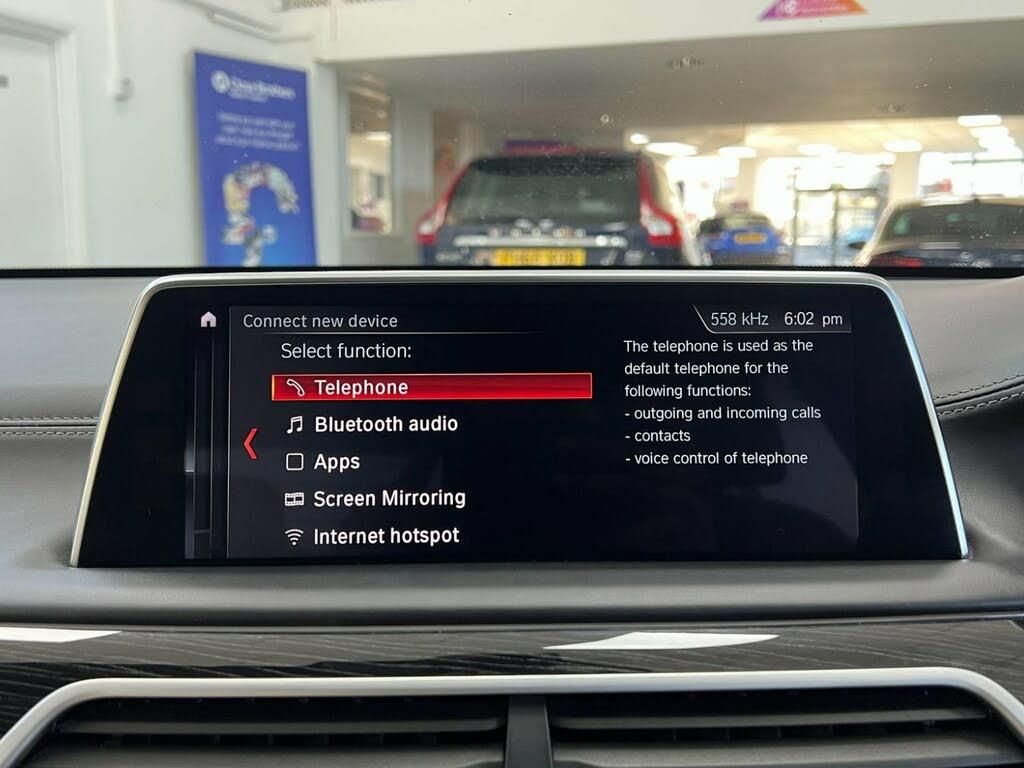 Connect new device
558 kHz 6:02 pm
Select function:
Telephone
Bluetooth audio
Apps
Screen Mirroring
Internet hotspot
The telephone is used as the
default telephone for the
following functions:
- outgoing and incoming calls
- contacts
- voice control of telephone